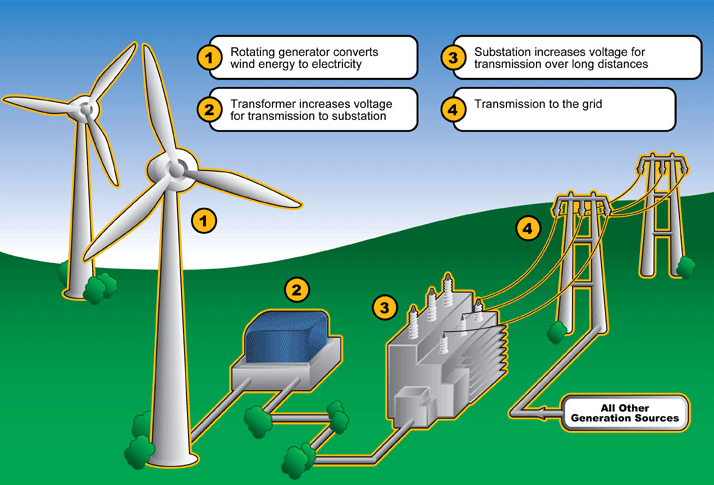 1
Rotating generator converts
wind energy to electricity
2
Transformer increases voltage
for transmission to substation
3
Substation increases voltage for
transmission over long distances
4
Transmission to the grid
1
2
3
4
All Other
Generation Sources